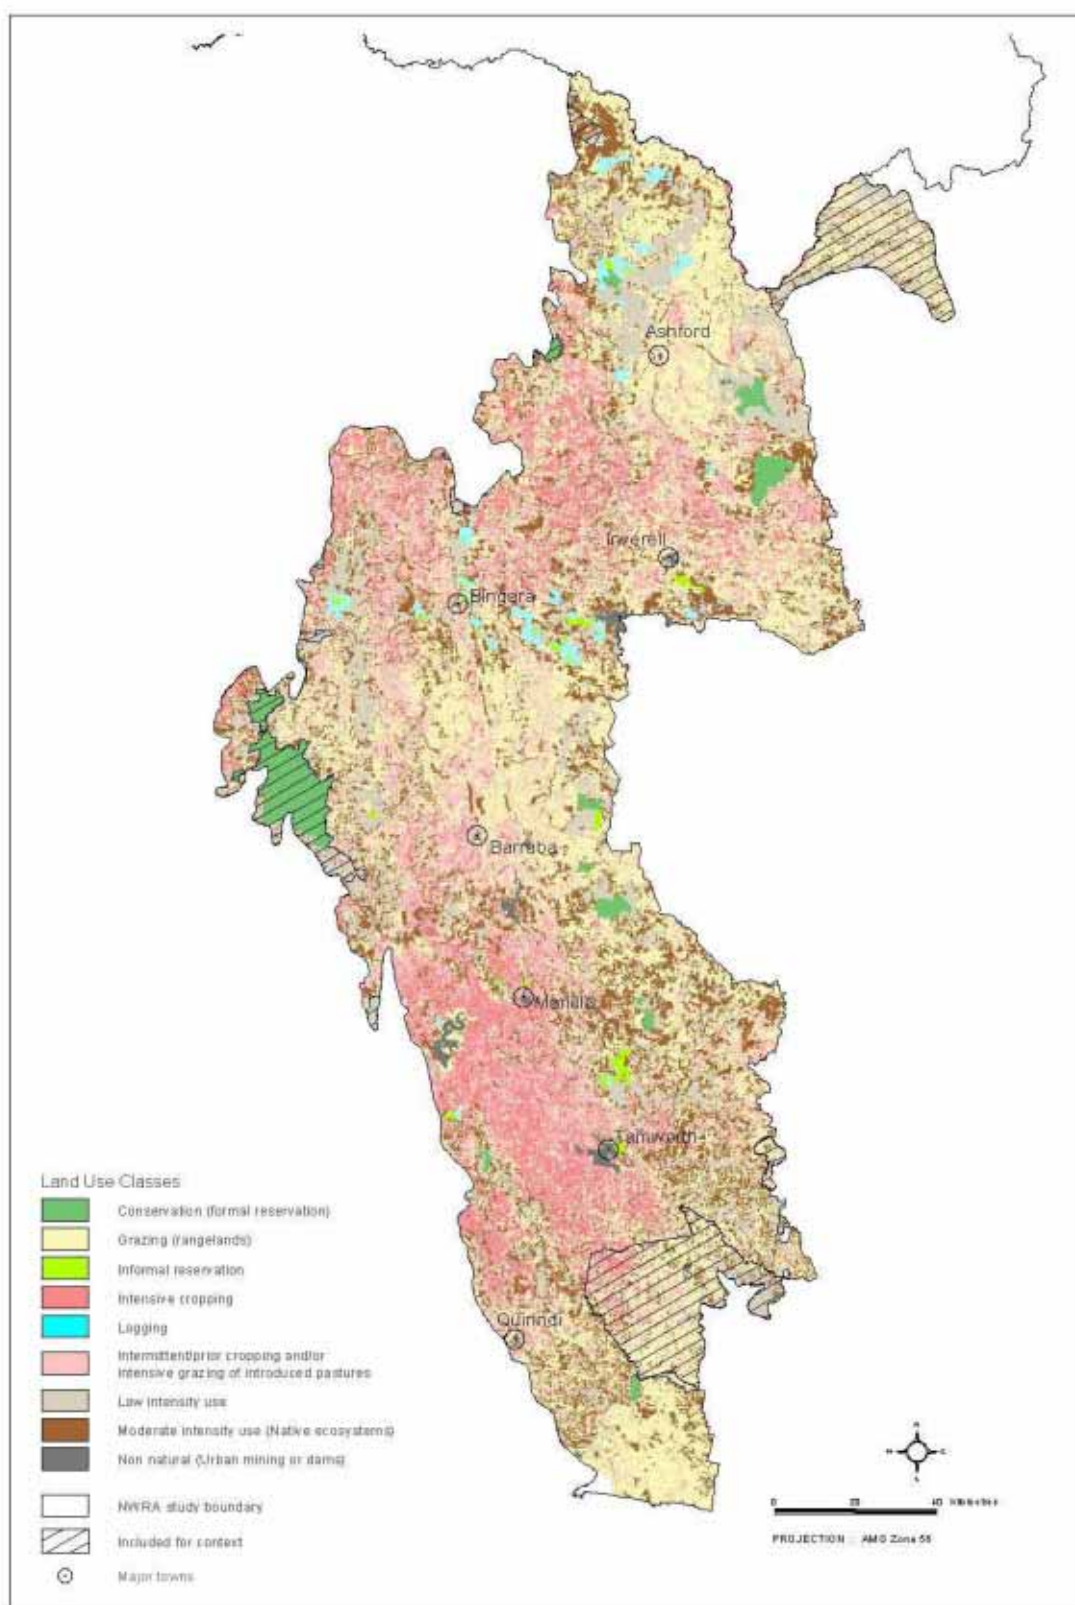 Ashford
Inverell
Bingara
Barraba
Manilla
Tamworth
Quirindi
Land Use Classes
Conservation (formal reservation)
Grazing (rangelands)
Informal reservation
Intensive cropping
Logging
Intermittent/prior cropping and/or
intensive grazing of introduced pastures
Low intensity use
Moderate intensity use (Native ecosystems)
Non natural (Urban mining or dams)
NWRA study boundary
Included for context
Major towns
0 20 40 kilometres
PROJECTION : AMG Zone 56